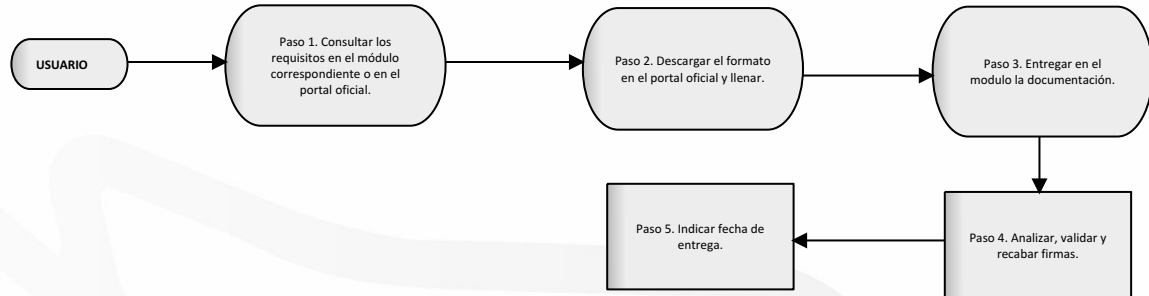 USUARIO
Paso 1. Consultar los
requisitos en el módulo
correspondiente o en el
portal oficial.
Paso 2. Descargar el formato
en el portal oficial y llenar.
Paso 3. Entregar en el
modulo la documentación.
Paso 4. Analizar, validar y
recabar firmas.
Paso 5. Indicar fecha de
entrega.